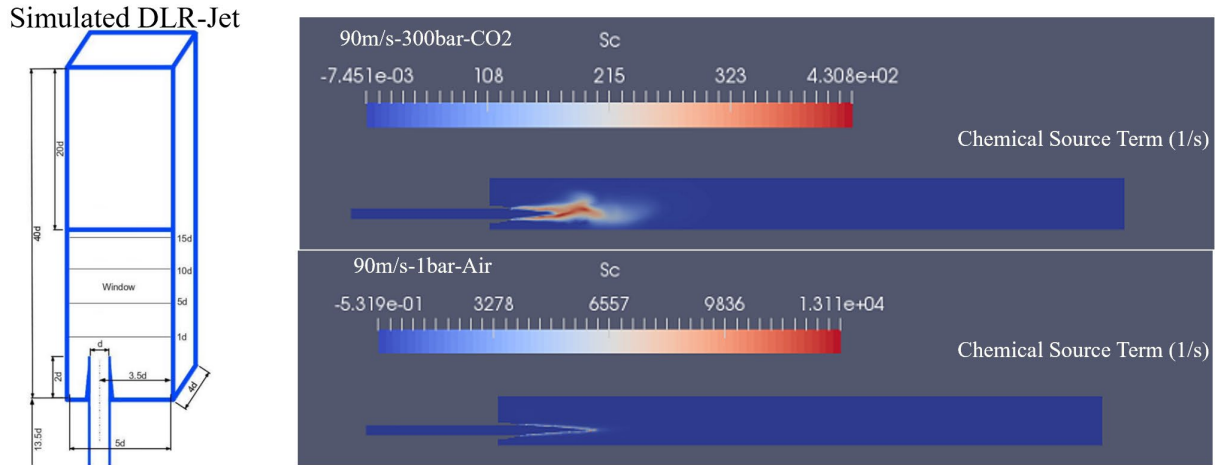 Simulated DLR-Jet
20d
40d
15d
10d
Window
5d
1d
d
2d
3.5d
4d
13.5d
5d
90m/s-300bar-CO2
Sc
-7.451e-03 108 215 323 4.308e+02
Chemical Source Term (1/s)
90m/s-1bar-Air
Sc
-5.319e-01 3278 6557 9836 1.311e+04
Chemical Source Term (1/s)